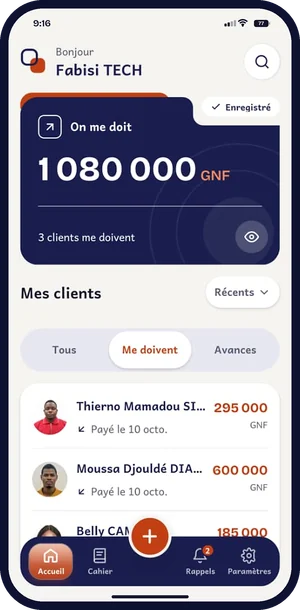 9:16
77
Bonjour
Fabisi TECH
Enregistré
On me doit
1 080 000 GNF
3 clients me doivent
Mes clients
Récents
Tous
Me doivent
Avances
Thierno Mamadou SI...
295 000
Payé le 10 octo.
GNF
Moussa Djouldé DIA...
600 000
Payé le 10 octo.
GNF
Belly
185 000
2
Accueil
Cahier
Rappels
Paramètres